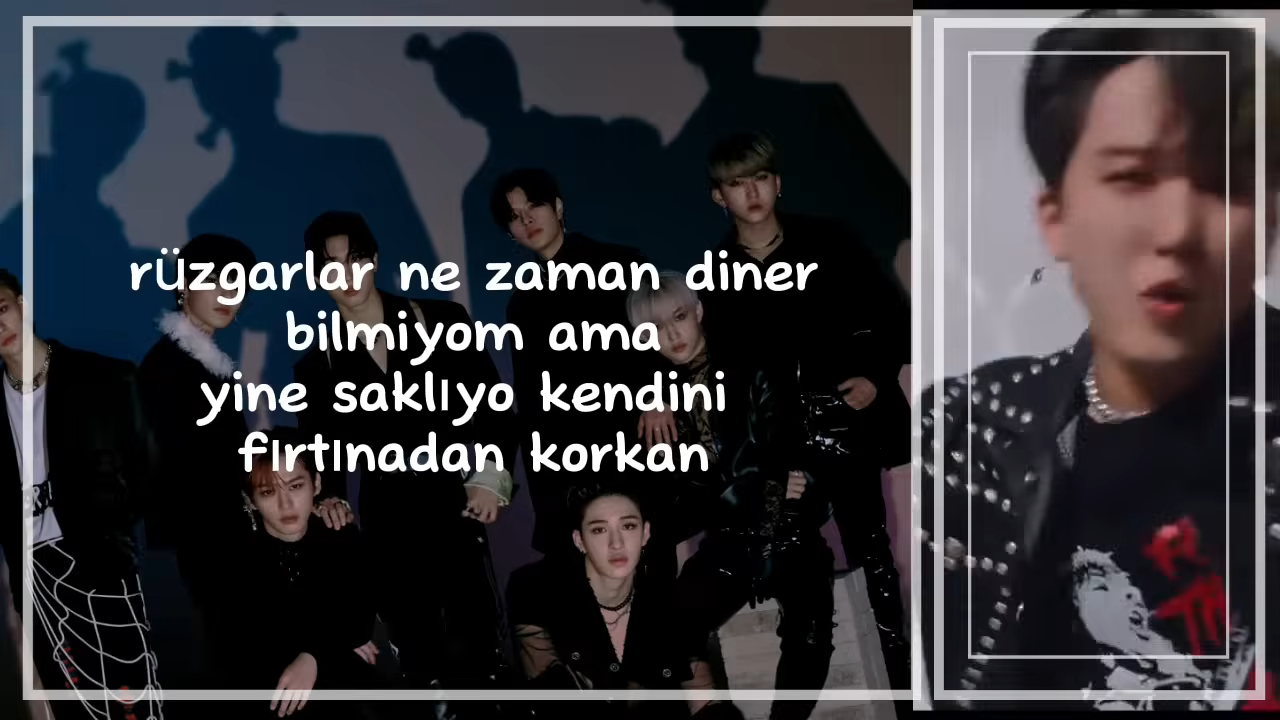 rüzgarlar ne zaman diner
bilmiyom ama
yine saklıyo kendini
fırtınadan korkan